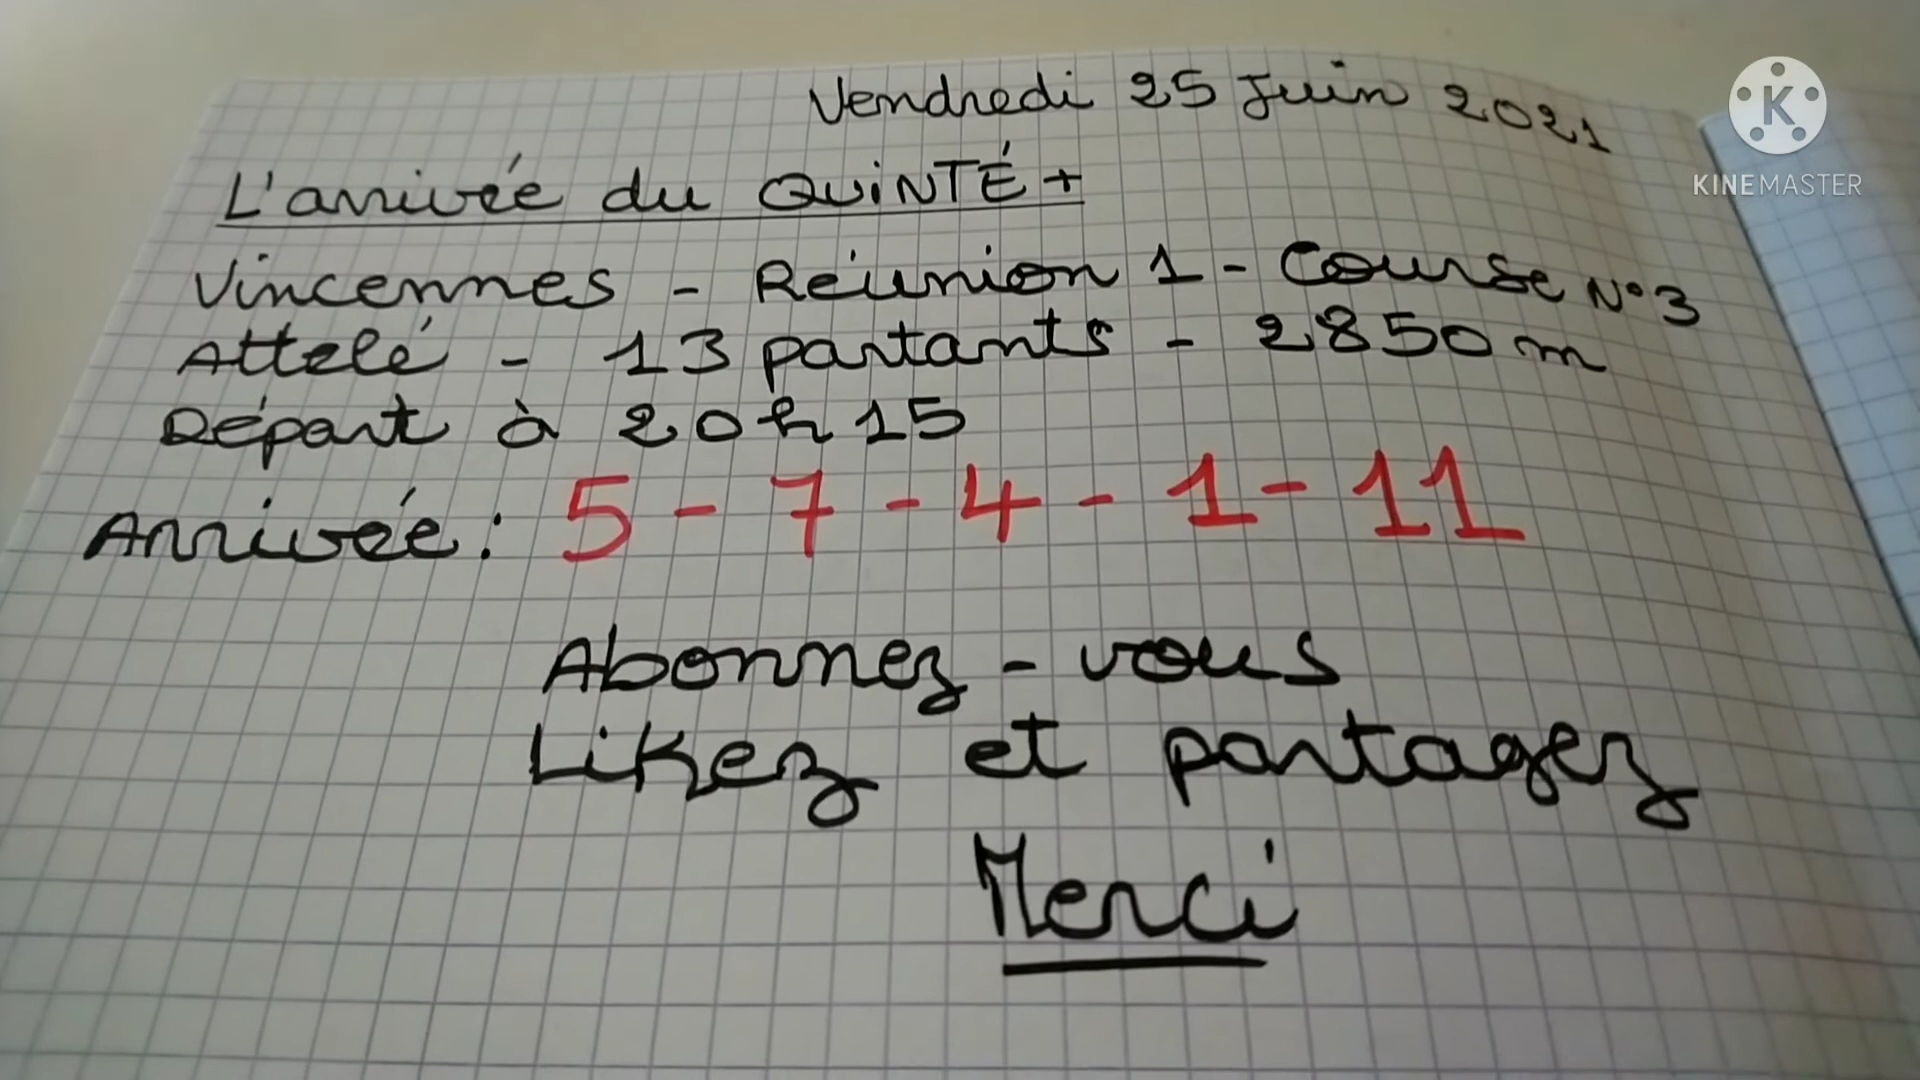 Vendredi 25 Juin 2021
L'arrivée du QUiNTÉ+
Vincennes - Réunion 1 - Course N°3
Attelé - 13 partants - 2850 m
Départ à 20h15
Arrivée : 5 - 7 - 4 - 1 - 11
Abonnez-vous
Likez et partagez
Merci
K
KINEMASTER